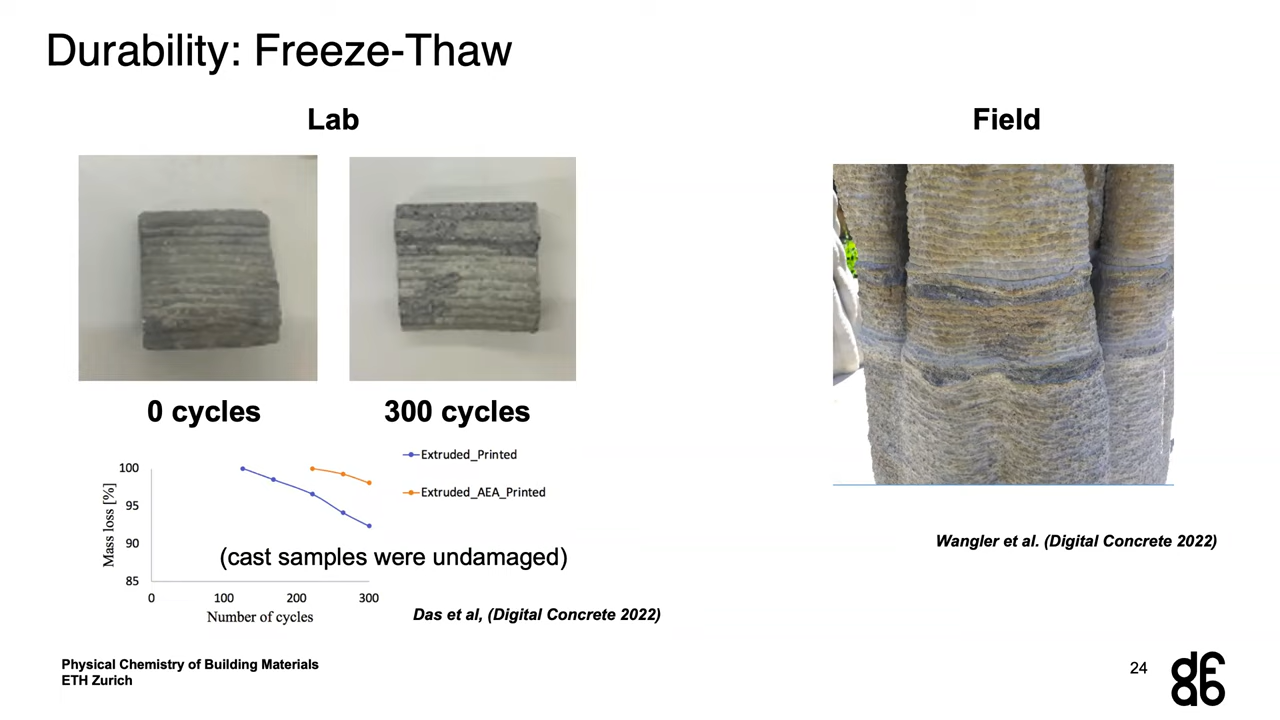 Durability: Freeze-Thaw
Lab
Field
0 cycles
300 cycles
Extruded_Printed
Extruded_AEA_Printed
Mass loss [%]
100
95
90
85
0
100
200
300
Number of cycles
(cast samples were undamaged)
Das et al, (Digital Concrete 2022)
Wangler et al. (Digital Concrete 2022)
Physical Chemistry of Building Materials
ETH Zurich
24
dfab